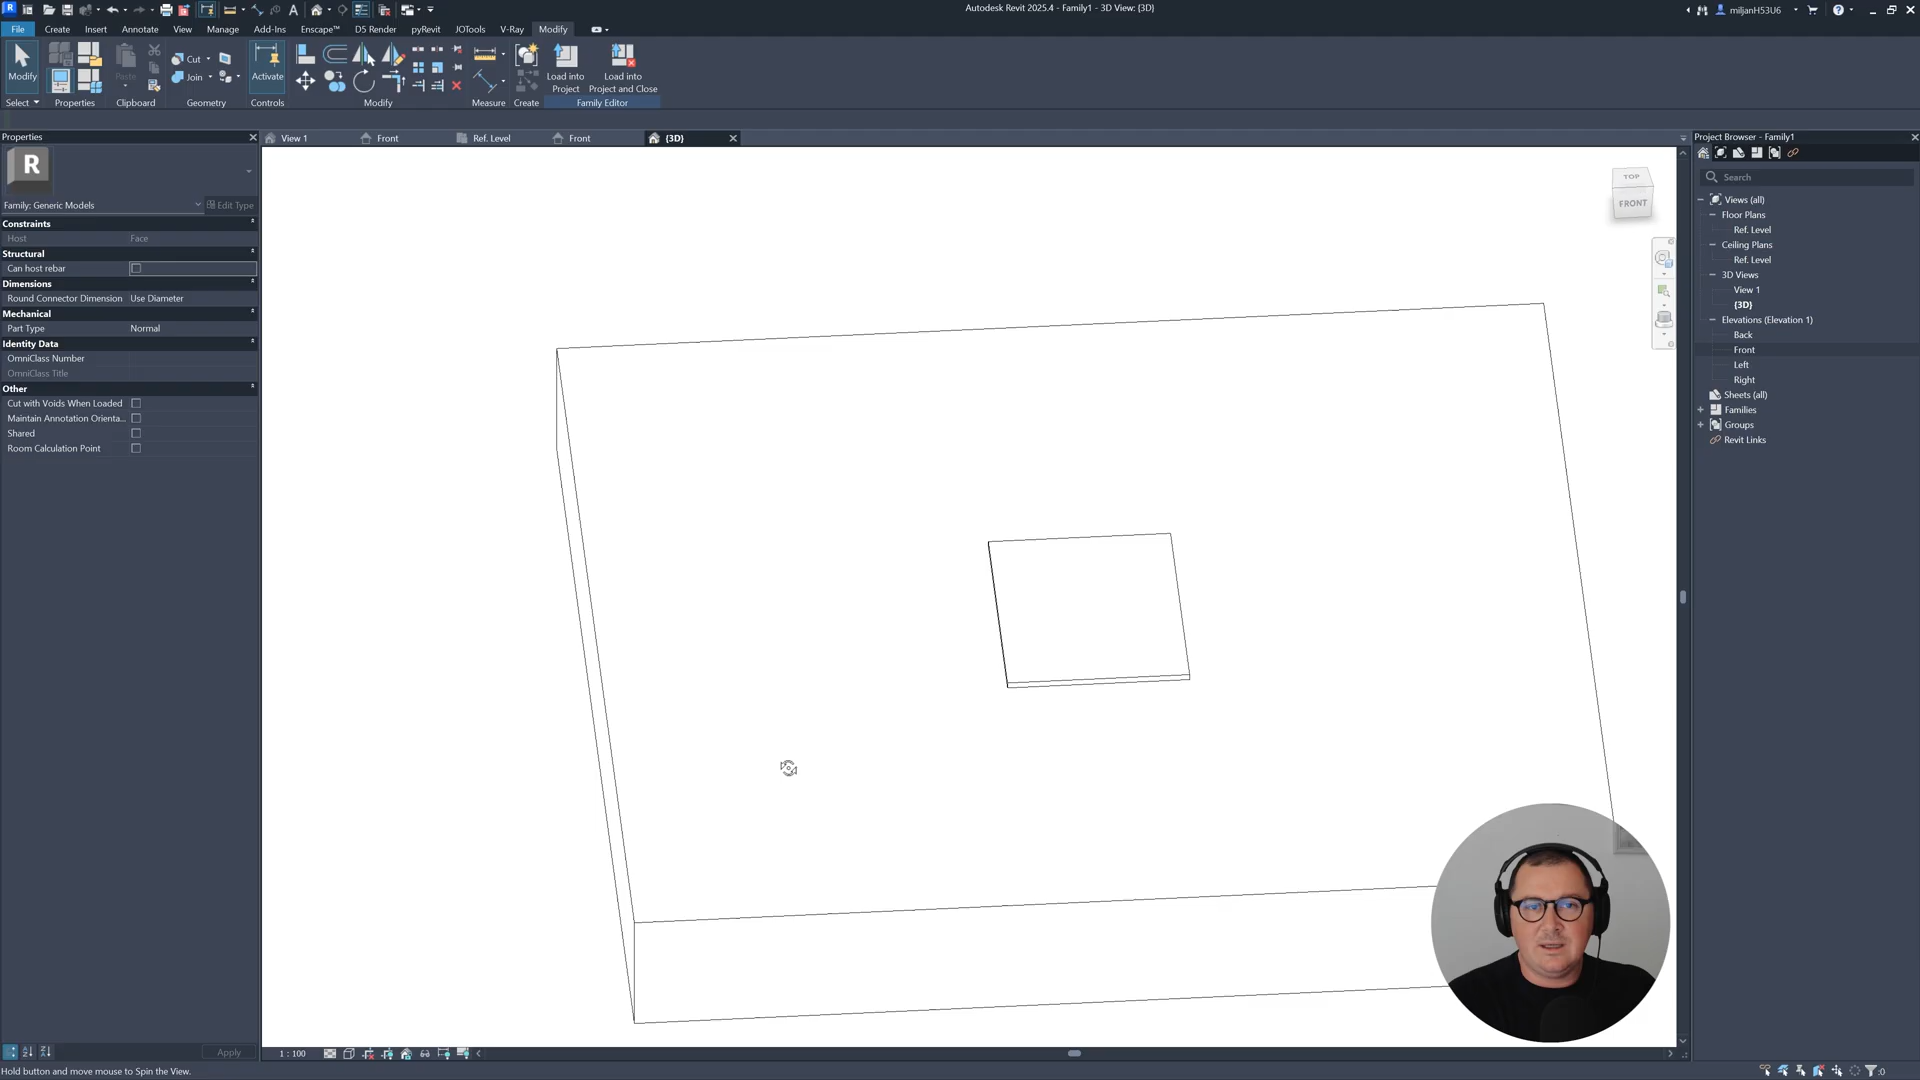 Autodesk Revit 2025.4 - Family1 - 3D View: {3D}
miljanH53U6
File
Create
Insert
Annotate
View
Manage
Add-Ins
Enscape™
D5 Render
pyRevit
JOTools
V-Ray
Modify
Modify
Paste
Cut
Join
Activate
Load into
Project
Load into
Project and Close
Select
Properties
Clipboard
Geometry
Controls
Modify
Measure
Create
Family Editor
Properties
View 1
Front
Ref. Level
Front
{3D}
Project Browser - Family1
R
Search
Family: Generic Models
Edit Type
Constraints
Host
Face
Structural
Can host rebar
Dimensions
Round Connector Dimension
Use Diameter
Mechanical
Part Type
Normal
Identity Data
OmniClass Number
OmniClass Title
Other
Cut with Voids When Loaded
Maintain Annotation Orienta...
Shared
Room Calculation Point
TOP
FRONT
Views (all)
Floor Plans
Ref. Level
Ceiling Plans
Ref. Level
3D Views
View 1
{3D}
Elevations (Elevation 1)
Back
Front
Left
Right
Sheets (all)
Families
Groups
Revit Links
Apply
1 : 100
Hold button and move mouse to Spin the View.
:0